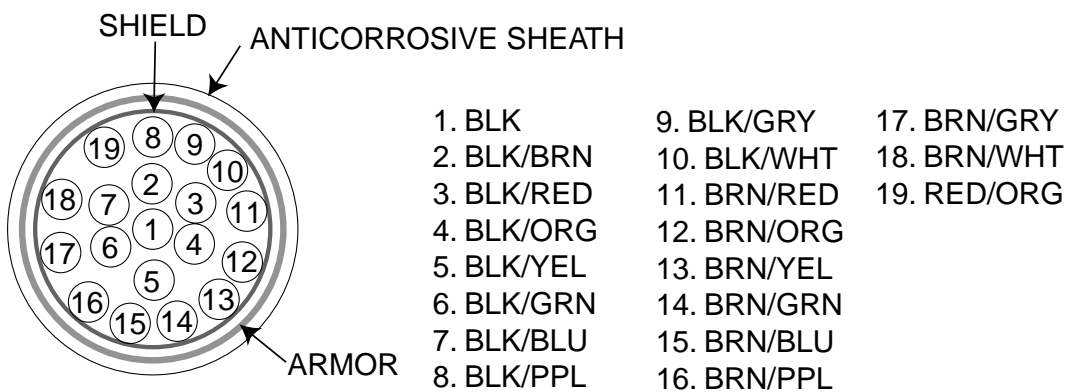 SHIELD
ANTICORROSIVE SHEATH
8
19
9
10
2
18
7
3
11
1
6
4
17
12
5
16
13
15
14
ARMOR
1. BLK
2. BLK/BRN
3. BLK/RED
4. BLK/ORG
5. BLK/YEL
6. BLK/GRN
7. BLK/BLU
8. BLK/PPL
9. BLK/GRY
10. BLK/WHT
11. BRN/RED
12. BRN/ORG
13. BRN/YEL
14. BRN/GRN
15. BRN/BLU
16. BRN/PPL
17. BRN/GRY
18. BRN/WHT
19. RED/ORG